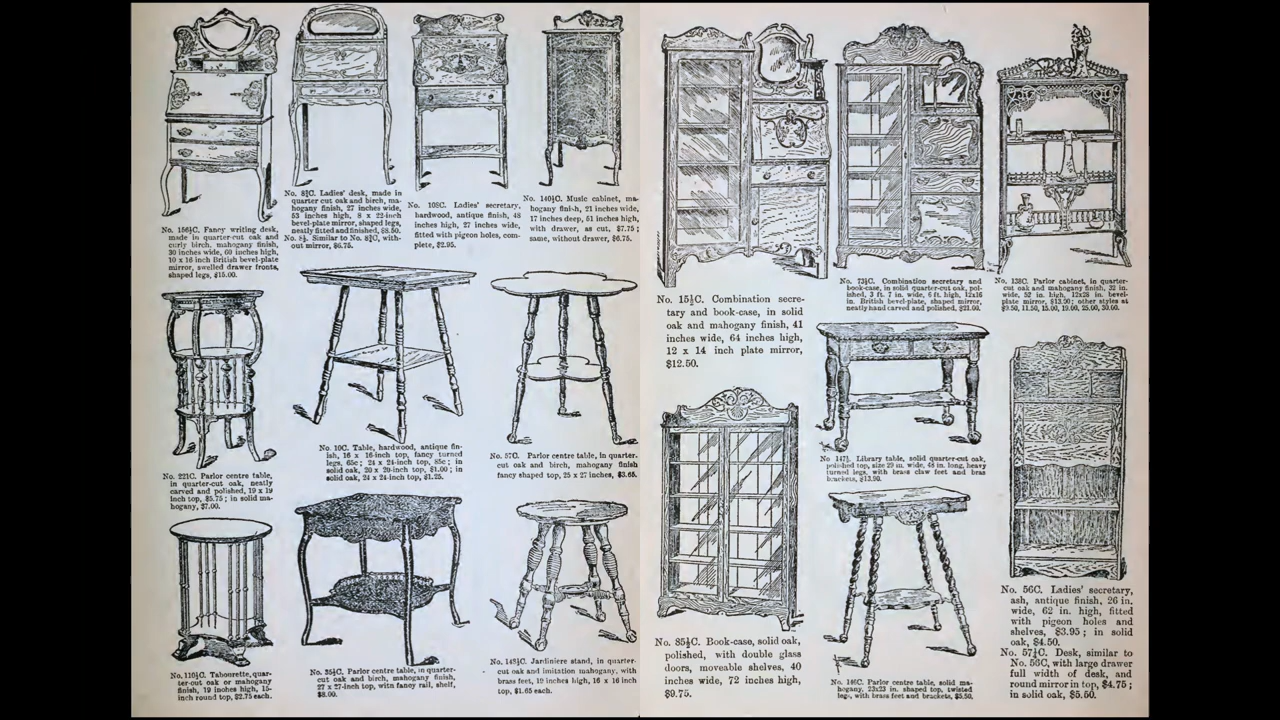 No. 156½C. Fancy writing desk,
made in quarter-cut oak and
curly birch, mahogany finish,
30 inches wide, 60 inches high,
10 x 16 inch British bevel-plate
mirror, swelled drawer fronts,
shaped legs, $15.00.
No. 8½C. Ladies' desk, made in
quarter cut oak and birch, ma-
hogany finish, 27 inches wide,
53 inches high, 8 x 22-inch
bevel-plate mirror, shaped legs,
neatly fitted and finished, $8.50.
No. 8½. Similar to No. 8½C, with-
out mirror, $6.75.
No. 108C. Ladies' secretary,
hardwood, antique finish, 48
inches high, 27 inches wide,
fitted with pigeon holes, com-
plete, $2.95.
No. 140½C. Music cabinet, ma-
hogany finish, 21 inches wide,
17 inches deep, 51 inches high,
with drawer, as cut, $7.75;
same, without drawer, $6.75.
No. 221C. Parlor centre table,
in quarter-cut oak, neatly
carved and polished, 19 x 19
inch top, $5.75; in solid ma-
hogany, $7.00.
No. 10C. Table, hardwood, antique fin-
ish, 16 x 16-inch top, fancy turned
legs, 65c; 24 x 24-inch top, 85c; in
solid oak, 20 x 20-inch top, $1.00; in
solid oak, 24 x 24-inch top, $1.25.
No. 57C. Parlor centre table, in quarter-
cut oak and birch, mahogany finish
fancy shaped top, 25 x 27 inches, $3.65.
No. 110½C. Tabourette, quar-
ter-cut oak or mahogany
finish, 19 inches high, 15-
inch round top, $2.75 each.
No. 35½C. Parlor centre table, in quarter-
cut oak and birch, mahogany finish,
27 x 27-inch top, with fancy rail, shelf,
$8.00.
No. 148½C. Jardiniere stand, in quarter-
cut oak and imitation mahogany, with
brass feet, 19 inches high, 16 x 16 inch
top, $1.65 each.
No. 15½C. Combination secre-
tary and book-case, in solid
oak and mahogany finish, 41
inches wide, 64 inches high,
12 x 14 inch plate mirror,
$12.50.
No. 73½C. Combination secretary and
book-case, in solid quarter-cut oak, pol-
ished, 3 ft. 7 in. wide, 6 ft. high, 12x16
in. British bevel-plate, shaped mirror,
neatly hand carved and polished, $21.00.
No. 138C. Parlor cabinet, in quarter-
cut oak and mahogany finish, 32 in.
wide, 52 in. high, 12x28 in. bevel-
plate mirror, $13.00; other styles at
$9.50, 11.50, 15.00, 19.00, 25.00, 30.00.
No. 147½. Library table, solid quarter-cut oak,
polished top, size 29 in. wide, 48 in. long, heavy
turned legs, with brass claw feet and bras
brackets, $13.90.
No. 85½C. Book-case, solid oak,
polished, with double glass
doors, moveable shelves, 40
inches wide, 72 inches high,
$9.75.
No. 146C. Parlor centre table, solid ma-
hogany, 23x23 in. shaped top, twisted
legs, with brass feet and brackets, $5.50.
No. 56C. Ladies' secretary,
ash, antique finish, 26 in.
wide, 62 in. high, fitted
with pigeon holes and
shelves, $3.95; in solid
oak, $4.50.
No. 57½C. Desk, similar to
No. 56C, with large drawer
full width of desk, and
round mirror in top, $4.75;
in solid oak, $5.50.